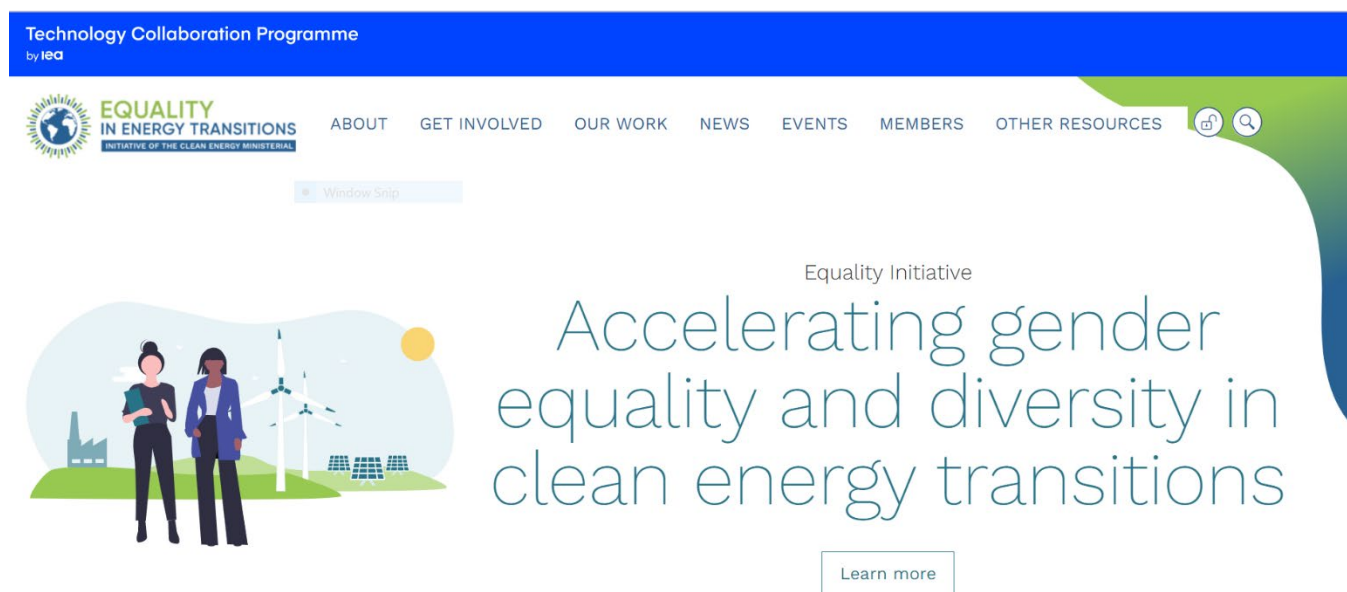 Technology Collaboration Programme
by iea
EQUALITY
IN ENERGY TRANSITIONS
INITIATIVE OF THE CLEAN ENERGY MINISTERIAL
ABOUT GET INVOLVED OUR WORK NEWS EVENTS MEMBERS OTHER RESOURCES
Window Snip
Equality Initiative
Accelerating gender
equality and diversity in
clean energy transitions
Learn more